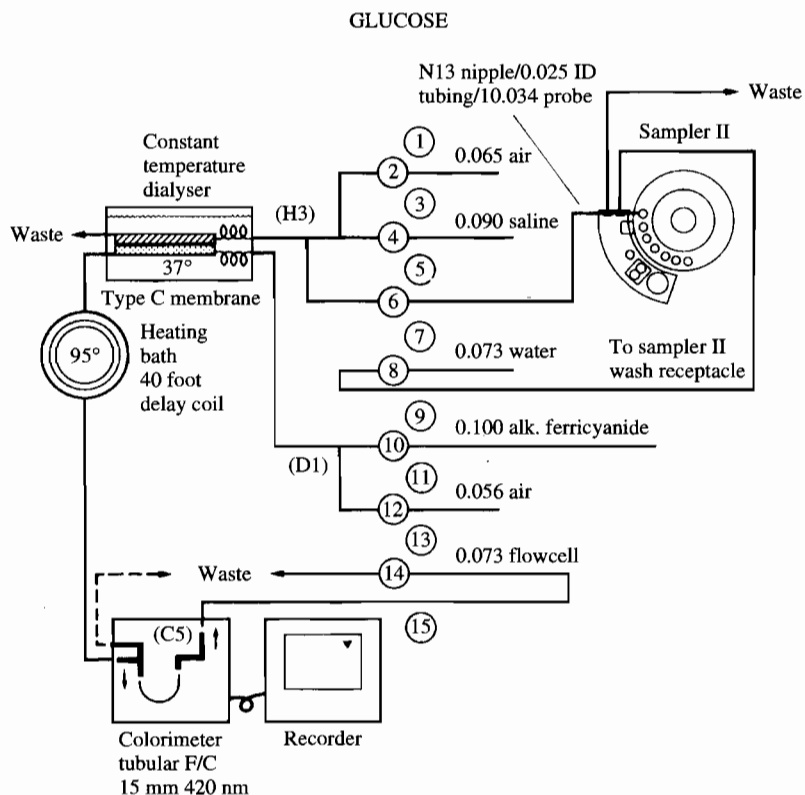 GLUCOSE
N13 nipple/0.025 ID
tubing/10.034 probe
Waste
Sampler II
Constant
temperature
dialyser
1
2
0.065 air
3
(H3)
4
0.090 saline
Waste
37°
5
6
Type C membrane
7
0.073 water
8
To sampler II
wash receptacle
95°
Heating
bath
40 foot
delay coil
9
10
0.100 alk. ferricyanide
(D1)
11
12
0.056 air
13
14
0.073 flowcell
Waste
15
(C5)
Colorimeter
tubular F/C
15 mm 420 nm
Recorder